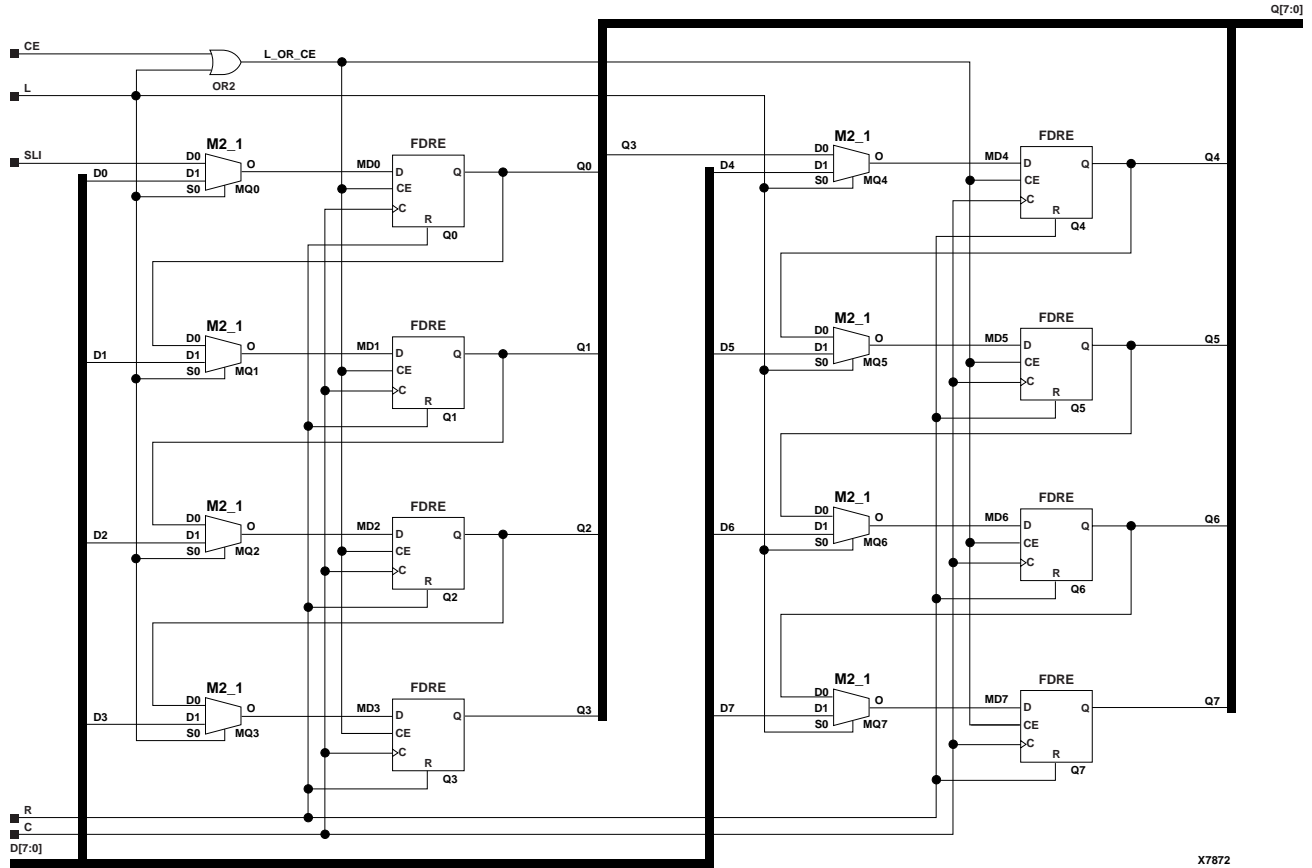 Q[7:0]
CE
L_OR_CE
OR2
L
SLI
M2_1
D0
D0
D1
S0
O
MQ0
MD0
FDRE
D
CE
C
Q
R
Q0
Q0
M2_1
D1
D0
D1
S0
O
MQ1
MD1
FDRE
D
CE
C
Q
R
Q1
Q1
M2_1
D2
D0
D1
S0
O
MQ2
MD2
FDRE
D
CE
C
Q
R
Q2
Q2
M2_1
D3
D0
D1
S0
O
MQ3
MD3
FDRE
D
CE
C
Q
R
Q3
Q3
Q3
M2_1
D4
D0
D1
S0
O
MQ4
MD4
FDRE
D
CE
C
Q
R
Q4
Q4
M2_1
D5
D0
D1
S0
O
MQ5
MD5
FDRE
D
CE
C
Q
R
Q5
Q5
M2_1
D6
D0
D1
S0
O
MQ6
MD6
FDRE
D
CE
C
Q
R
Q6
Q6
M2_1
D7
D0
D1
S0
O
MQ7
MD7
FDRE
D
CE
C
Q
R
Q7
Q7
R
C
D[7:0]
X7872